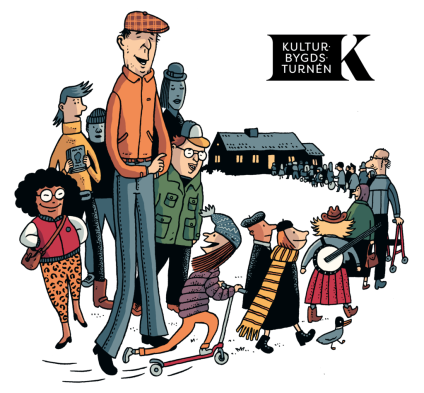 KULTUR-
BYGDS-
TURNÉN
K